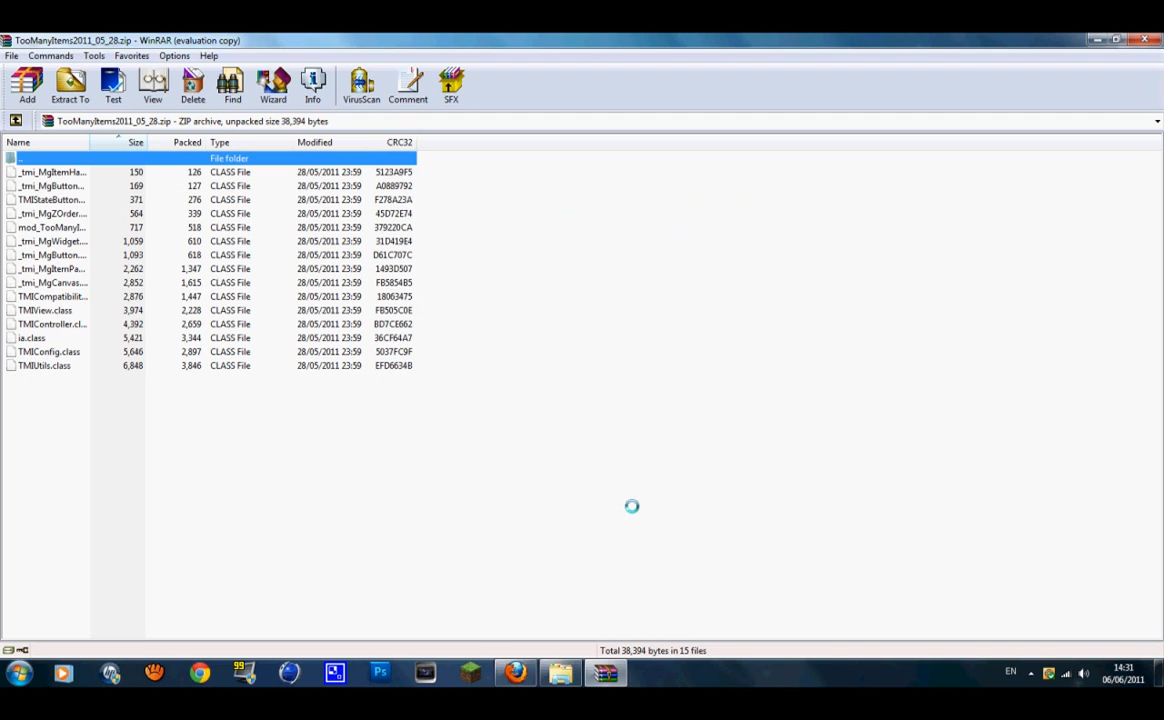 TooManyItems2011_05_28.zip - WinRAR (evaluation copy)
File Commands Tools Favorites Options Help
Add Extract To Test View Delete Find Wizard Info VirusScan Comment SFX
TooManyItems2011_05_28.zip - ZIP archive, unpacked size 38,394 bytes
Name Size Packed Type Modified CRC32
.. File folder
_tmi_MgItemHa... 150 126 CLASS File 28/05/2011 23:59 5123A9F5
_tmi_MgButton... 169 127 CLASS File 28/05/2011 23:59 A0889792
TMIStateButton... 371 276 CLASS File 28/05/2011 23:59 F278A23A
_tmi_MgZOrder.... 564 339 CLASS File 28/05/2011 23:59 45D72E74
mod_TooManyI... 717 518 CLASS File 28/05/2011 23:59 379220CA
_tmi_MgWidget.... 1,059 610 CLASS File 28/05/2011 23:59 31D419E4
_tmi_MgButton.... 1,093 618 CLASS File 28/05/2011 23:59 D61C707C
_tmi_MgItemPa... 2,262 1,347 CLASS File 28/05/2011 23:59 1493D507
_tmi_MgCanvas.... 2,852 1,615 CLASS File 28/05/2011 23:59 FB5854B5
TMICompatibilit... 2,876 1,447 CLASS File 28/05/2011 23:59 18063475
TMIView.class 3,974 2,228 CLASS File 28/05/2011 23:59 FB505C0E
TMIController.cl... 4,392 2,659 CLASS File 28/05/2011 23:59 BD7CE662
ia.class 5,421 3,344 CLASS File 28/05/2011 23:59 36CF64A7
TMIConfig.class 5,646 2,897 CLASS File 28/05/2011 23:59 5037FC9F
TMIUtils.class 6,848 3,846 CLASS File 28/05/2011 23:59 EFD6634B
Total 38,394 bytes in 15 files
99 Ps EN 14:31
06/06/2011